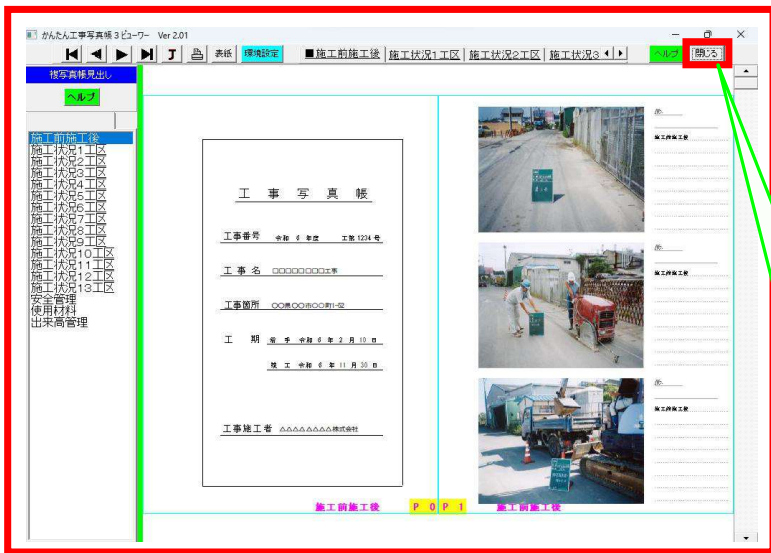 かんたん工事写真帳3ビューワー Ver 2.01
J 表紙 環境設定 ■施工前施工後 施工状況1工区 施工状況2工区 施工状況3 ヘルプ 閉じる
複写真帳見出し
ヘルプ
施工前施工後
施工状況1工区
施工状況2工区
施工状況3工区
施工状況4工区
施工状況5工区
施工状況6工区
施工状況7工区
施工状況8工区
施工状況9工区
施工状況10工区
施工状況11工区
施工状況12工区
施工状況13工区
安全管理
使用材料
出来高管理
工事写真帳
工事番号 令和 6 年度 工第 1234 号
工事名 □□□□□□□□工事
工事箇所 〇〇県〇〇市〇〇町1-52
工期 着手 令和 6 年 2 月 10 日
竣工 令和 6 年 11 月 30 日
工事施工者 △△△△△△△△株式会社
施工前施工後 P 0
施工前施工後
施工前施工後
施工前施工後
P 1 施工前施工後